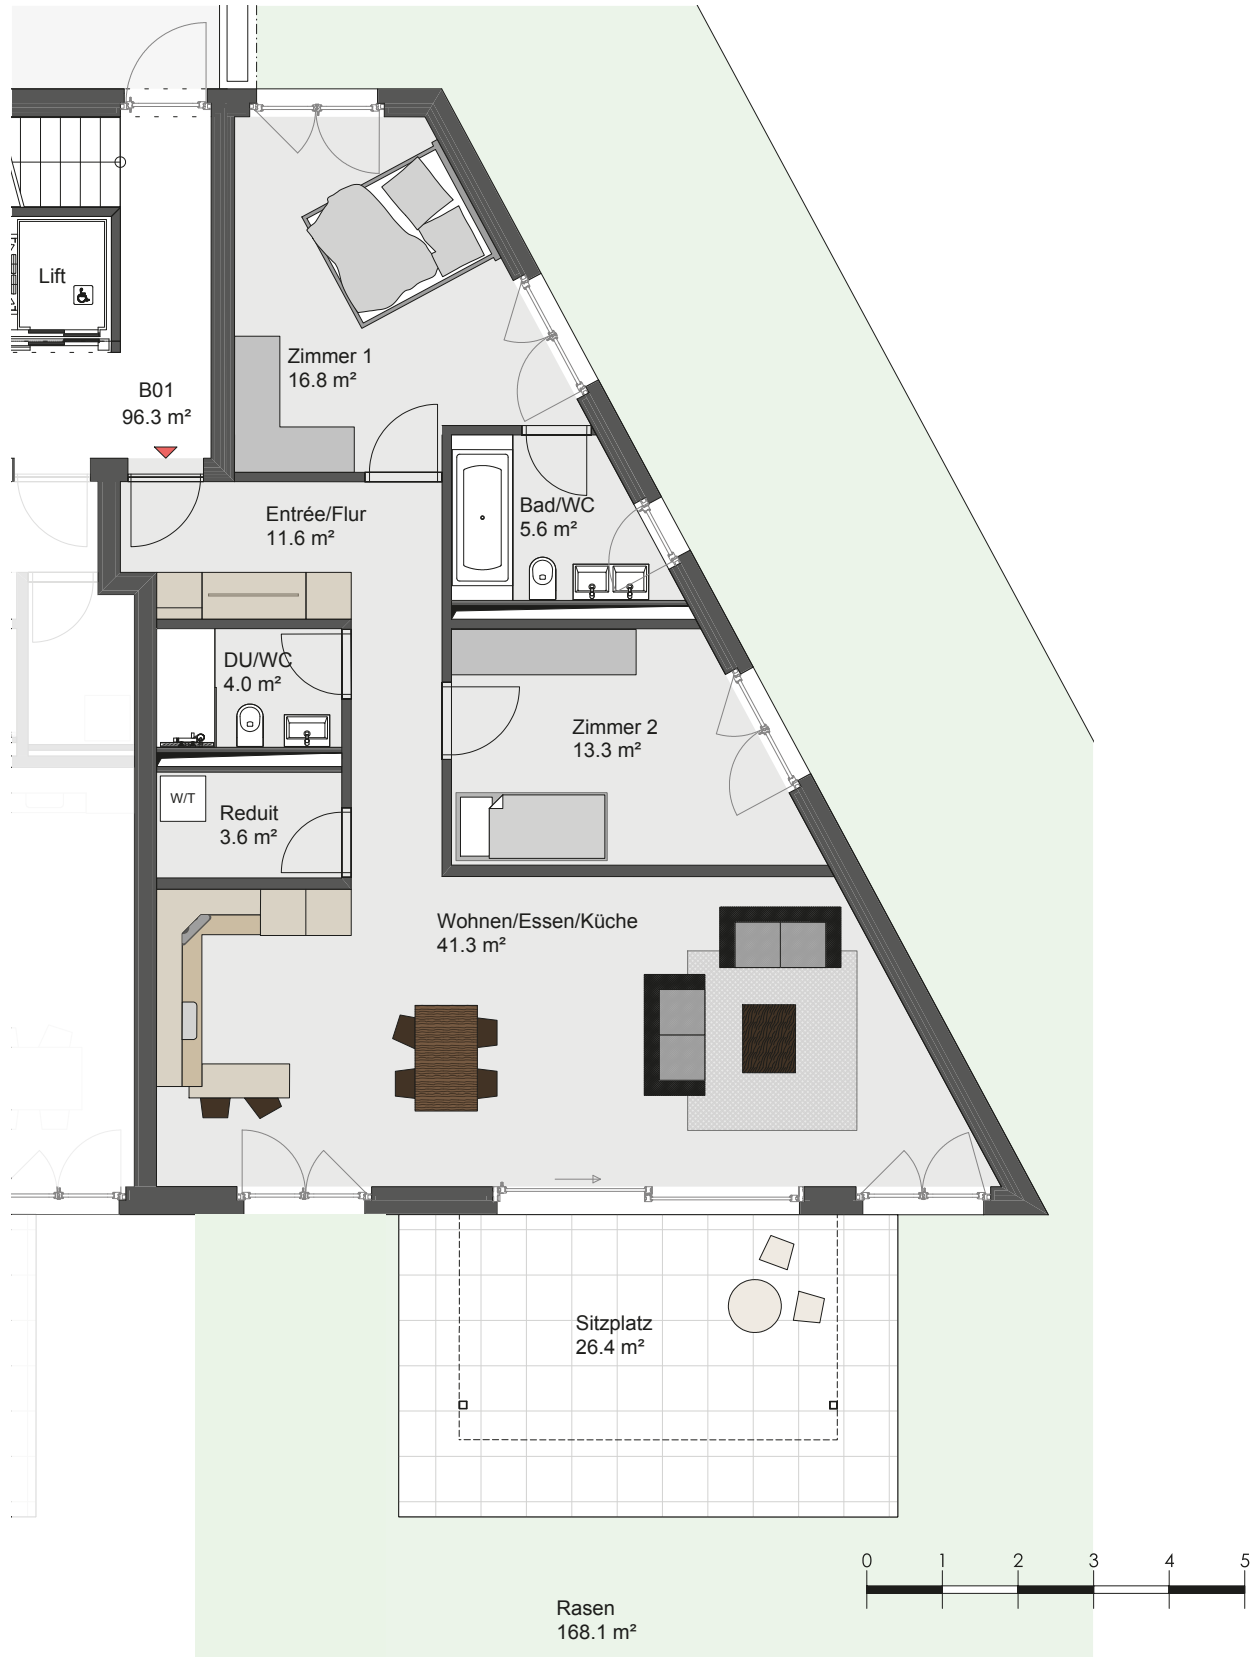 Lift
Zimmer 1
16.8 m²
B01
96.3 m²
Entrée/Flur
11.6 m²
Bad/WC
5.6 m²
DU/WC
4.0 m²
Zimmer 2
13.3 m²
W/T
Reduit
3.6 m²
Wohnen/Essen/Küche
41.3 m²
Sitzplatz
26.4 m²
0 1 2 3 4 5
Rasen
168.1 m²